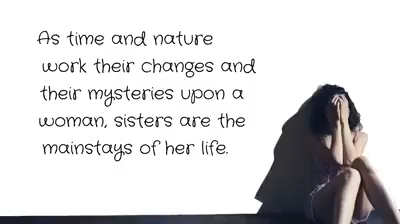 As time and nature
work their changes and
their mysteries upon a
woman, sisters are the
mainstays of her life.